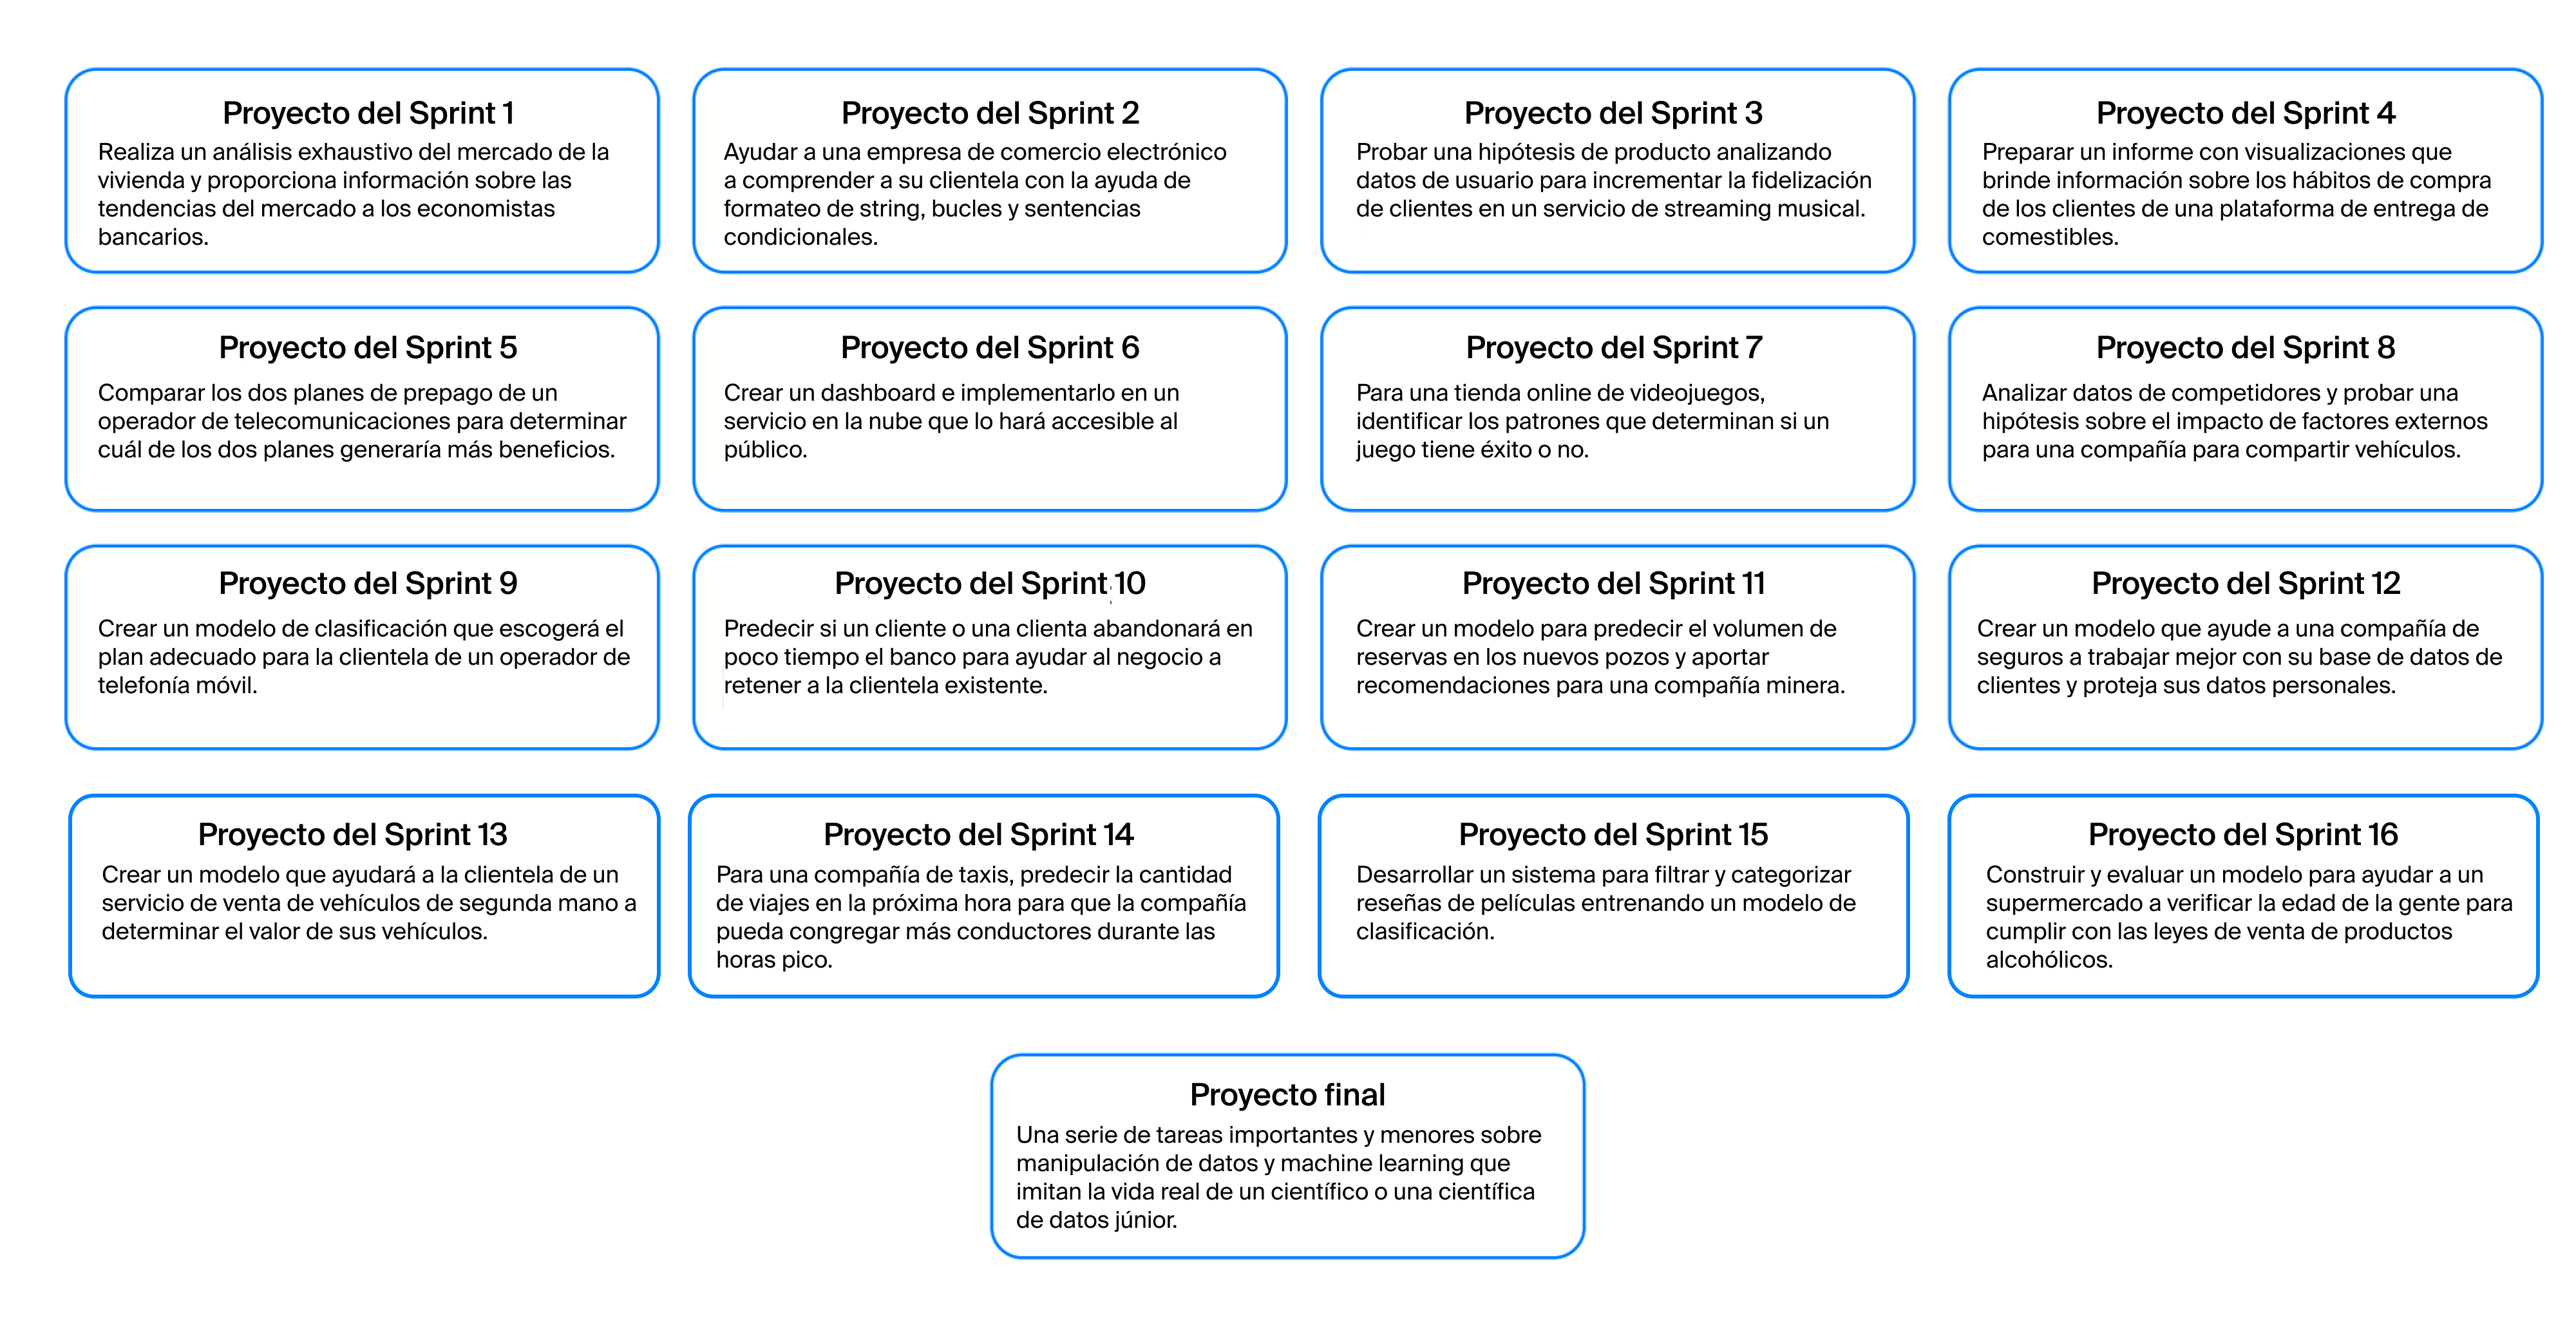 Proyecto del Sprint 1
Realiza un análisis exhaustivo del mercado de la
vivienda y proporciona información sobre las
tendencias del mercado a los economistas
bancarios.
Proyecto del Sprint 2
Ayudar a una empresa de comercio electrónico
a comprender a su clientela con la ayuda de
formateo de string, bucles y sentencias
condicionales.
Proyecto del Sprint 3
Probar una hipótesis de producto analizando
datos de usuario para incrementar la fidelización
de clientes en un servicio de streaming musical.
Proyecto del Sprint 4
Preparar un informe con visualizaciones que
brinde información sobre los hábitos de compra
de los clientes de una plataforma de entrega de
comestibles.
Proyecto del Sprint 5
Comparar los dos planes de prepago de un
operador de telecomunicaciones para determinar
cuál de los dos planes generaría más beneficios.
Proyecto del Sprint 6
Crear un dashboard e implementarlo en un
servicio en la nube que lo hará accesible al
público.
Proyecto del Sprint 7
Para una tienda online de videojuegos,
identificar los patrones que determinan si un
juego tiene éxito o no.
Proyecto del Sprint 8
Analizar datos de competidores y probar una
hipótesis sobre el impacto de factores externos
para una compañía para compartir vehículos.
Proyecto del Sprint 9
Crear un modelo de clasificación que escogerá el
plan adecuado para la clientela de un operador de
telefonía móvil.
Proyecto del Sprint 10
Predecir si un cliente o una clienta abandonará en
poco tiempo el banco para ayudar al negocio a
retener a la clientela existente.
Proyecto del Sprint 11
Crear un modelo para predecir el volumen de
reservas en los nuevos pozos y aportar
recomendaciones para una compañía minera.
Proyecto del Sprint 12
Crear un modelo que ayude a una compañía de
seguros a trabajar mejor con su base de datos de
clientes y proteja sus datos personales.
Proyecto del Sprint 13
Crear un modelo que ayudará a la clientela de un
servicio de venta de vehículos de segunda mano a
determinar el valor de sus vehículos.
Proyecto del Sprint 14
Para una compañía de taxis, predecir la cantidad
de viajes en la próxima hora para que la compañía
pueda congregar más conductores durante las
horas pico.
Proyecto del Sprint 15
Desarrollar un sistema para filtrar y categorizar
reseñas de películas entrenando un modelo de
clasificación.
Proyecto del Sprint 16
Construir y evaluar un modelo para ayudar a un
supermercado a verificar la edad de la gente para
cumplir con las leyes de venta de productos
alcohólicos.
Proyecto final
Una serie de tareas importantes y menores sobre
manipulación de datos y machine learning que
imitan la vida real de un científico o una científica
de datos júnior.